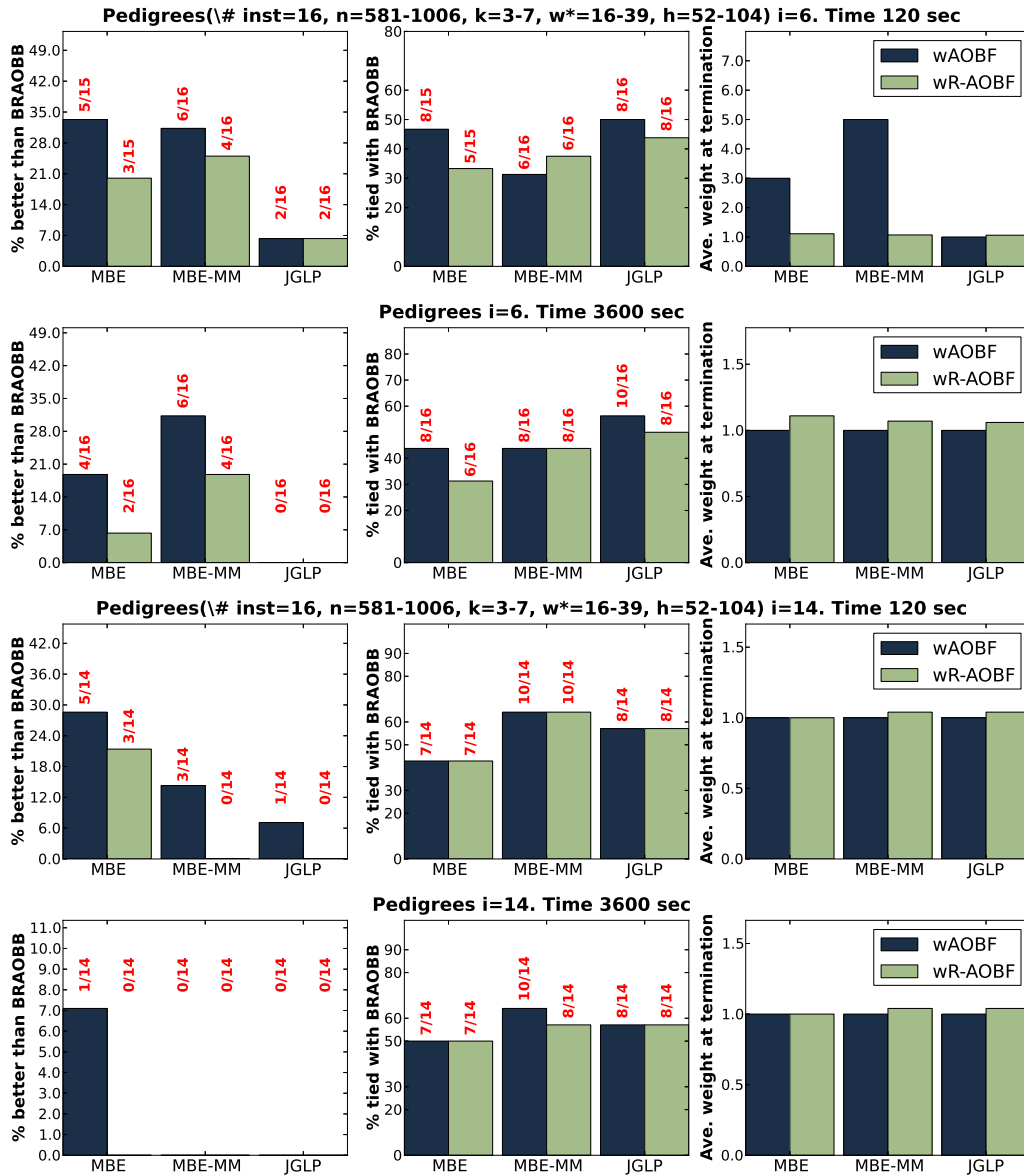 Pedigrees(\# inst=16, n=581-1006, k=3-7, w*=16-39, h=52-104) i=6. Time 120 sec
% better than BRAOBB
49.0
42.0
35.0
28.0
21.0
14.0
7.0
0.0
5/15
3/15
6/16
4/16
2/16
2/16
MBE
MBE-MM
JGLP
% tied with BRAOBB
80
60
50
40
30
20
0
8/15
5/15
6/16
6/16
8/16
8/16
MBE
MBE-MM
JGLP
Ave. weight at termination
7.0
5.0
4.0
3.0
2.0
1.0
0.0
wAOBF
wR-AOBF
MBE
MBE-MM
JGLP
Pedigrees i=6. Time 3600 sec
% better than BRAOBB
49.0
42.0
35.0
28.0
21.0
14.0
7.0
0.0
4/16
2/16
6/16
4/16
0/16
0/16
MBE
MBE-MM
JGLP
% tied with BRAOBB
80
60
50
40
30
20
0
8/16
6/16
8/16
8/16
10/16
8/16
MBE
MBE-MM
JGLP
Ave. weight at termination
1.5
1.0
0.5
0.0
wAOBF
wR-AOBF
MBE
MBE-MM
JGLP
Pedigrees(\# inst=16, n=581-1006, k=3-7, w*=16-39, h=52-104) i=14. Time 120 sec
% better than BRAOBB
42.0
36.0
30.0
24.0
18.0
12.0
6.0
0.0
5/14
3/14
3/14
0/14
1/14
0/14
MBE
MBE-MM
JGLP
% tied with BRAOBB
90
60
50
30
20
0
7/14
7/14
10/14
10/14
8/14
8/14
MBE
MBE-MM
JGLP
Ave. weight at termination
1.5
1.0
0.5
0.0
wAOBF
wR-AOBF
MBE
MBE-MM
JGLP
Pedigrees i=14. Time 3600 sec
% better than BRAOBB
11.0
10.0
9.0
8.0
7.0
6.0
5.0
4.0
3.0
2.0
1.0
0.0
1/14
0/14
0/14
0/14
0/14
0/14
MBE
MBE-MM
JGLP
% tied with BRAOBB
90
60
50
30
20
0
7/14
7/14
10/14
8/14
8/14
8/14
MBE
MBE-MM
JGLP
Ave. weight at termination
1.5
1.0
0.5
0.0
wAOBF
wR-AOBF
MBE
MBE-MM
JGLP